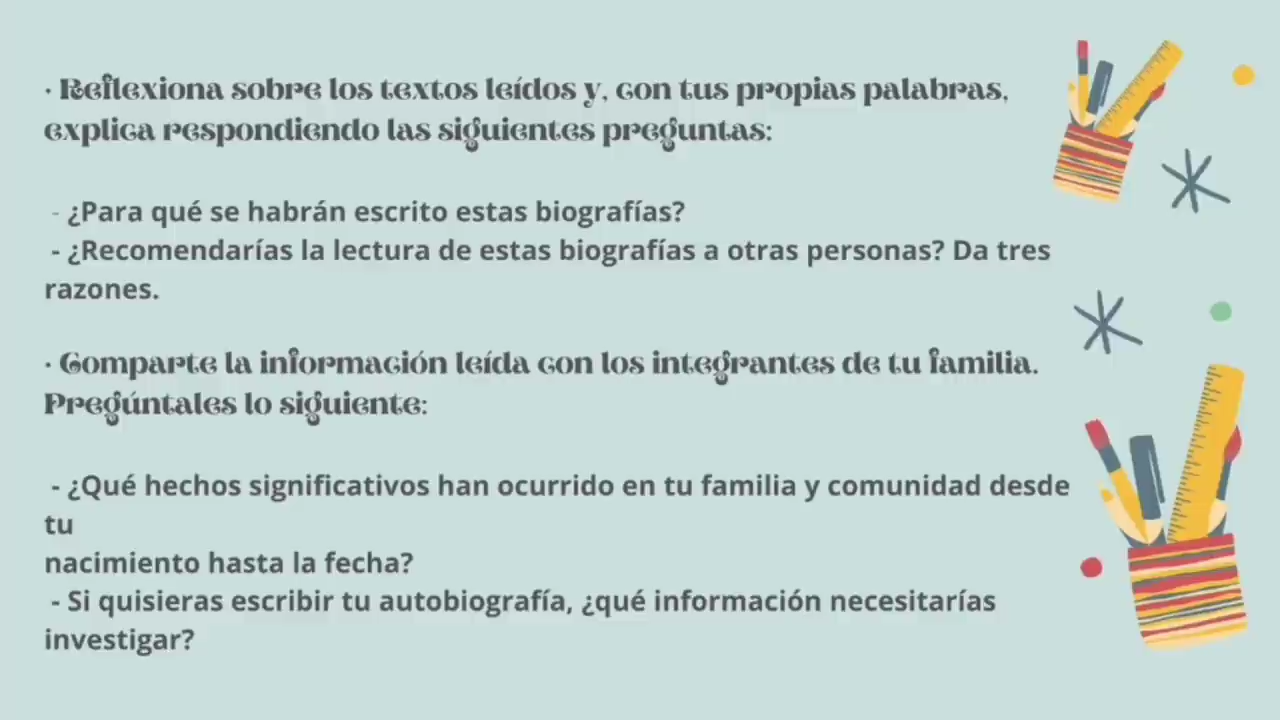 · Reflexiona sobre los textos leídos y, con tus propias palabras,
explica respondiendo las siguientes preguntas:
- ¿Para qué se habrán escrito estas biografías?
- ¿Recomendarías la lectura de estas biografías a otras personas? Da tres
razones.
· Comparte la información leída con los integrantes de tu familia.
Pregúntales lo siguiente:
- ¿Qué hechos significativos han ocurrido en tu familia y comunidad desde
tu
nacimiento hasta la fecha?
- Si quisieras escribir tu autobiografía, ¿qué información necesitarías
investigar?